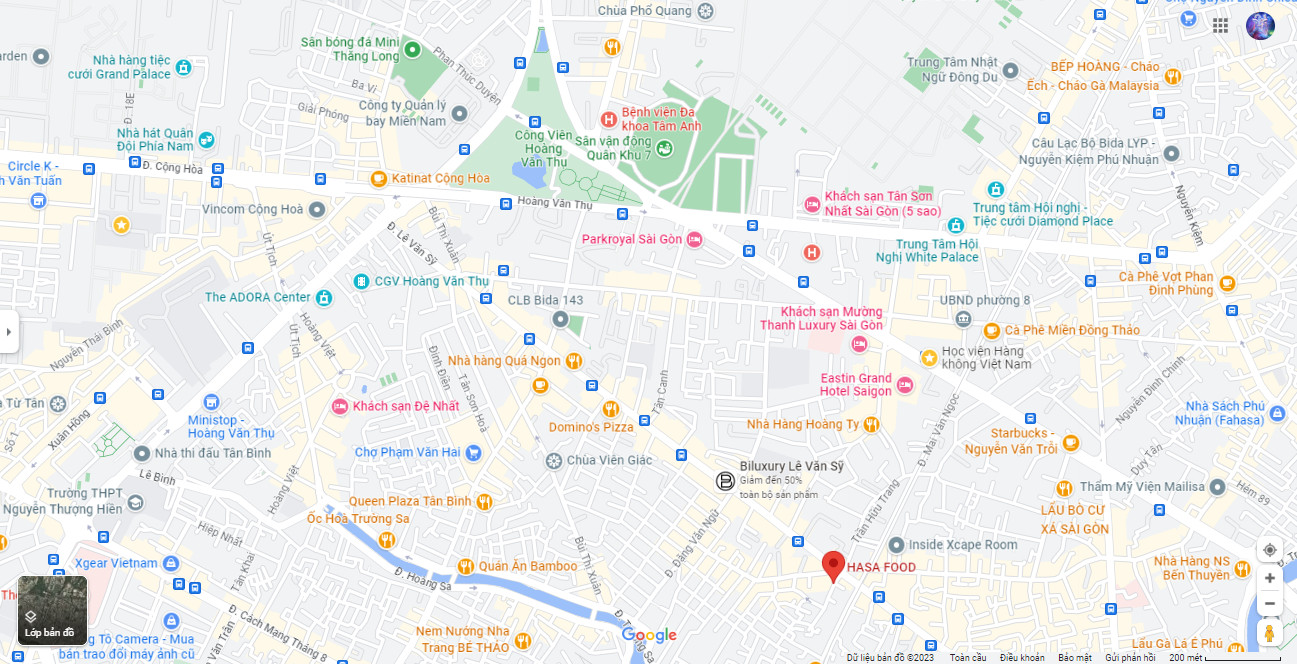 Chùa Phổ Quang
Sân bóng đá Mini
Thăng Long
arden
Nhà hàng tiệc
cưới Grand Palace
Phan Thúc Duyện
Ba Vì
Đ. 18E
Giải Phóng
Công ty Quản lý
bay Miền Nam
Trung Tâm Nhật
Ngữ Đông Du
BẾP HOÀNG - Cháo
Ếch - Cháo Gà Malaysia
Bệnh viện Đa
khoa Tâm Anh
Công Viên
Hoàng
Văn Thụ
Sân vận động
Quân Khu 7
Nhà hát Quân
Đội Phía Nam
Câu Lạc Bộ Bida LYP -
Nguyễn Kiệm Phú Nhuận
Circle K -
h Văn Tuấn
Đ. Cộng Hòa
Katinat Cộng Hòa
Hoàng Văn Thụ
Vincom Cộng Hoà
Khách sạn Tân Sơn
Nhất Sài Gòn (5 sao)
Trung tâm Hội nghị -
Tiệc cưới Diamond Place
Nguyễn Kiệm
Út Tịch
Đ. Lê Văn Sỹ
Bùi Thị Xuân
Parkroyal Sài Gòn
Trung Tâm Hội
Nghị White Palace
CGV Hoàng Văn Thụ
The ADORA Center
CLB Bida 143
Cà Phê Vợt Phan
Đình Phùng
UBND phường 8
Khách sạn Mường
Thanh Luxury Sài Gòn
Cà Phê Miền Đồng Thảo
Nguyễn Thái Bình
Út Tịch
Hoàng Việt
Học viện Hàng
không Việt Nam
Nhà hàng Quá Ngon
Đinh Điền
Tân Sơn Hoà
Tân Canh
Eastin Grand
Hotel Saigon
Nguyễn Đình Chính
à Từ Tân
Xuân Hồng
Số 1
Ministop -
Hoàng Văn Thụ
Khách sạn Đệ Nhất
Domino's Pizza
Nhà Hàng Hoàng Ty
Đ. Mai Văn Ngọc
Nhà Sách Phú
Nhuận (Fahasa)
Starbucks -
Nguyễn Văn Trỗi
Nhà thi đấu Tân Bình
Chợ Phạm Văn Hai
Chùa Viên Giác
Biluxury Lê Văn Sỹ
Giảm đến 50%
toàn bộ sản phẩm
Duy Tân
Lê Bình
Hoàng Việt
Trường THPT
Nguyễn Thượng Hiền
Queen Plaza Tân Bình
Ốc Hoa Trường Sa
Thẩm Mỹ Viện Mailisa
Hẻm 89
LẨU BÒ CƯ
XÁ SÀI GÒN
Hiệp Nhất
Trần Hữu Trang
Đ. Đặng Văn Ngữ
Inside Xcape Room
Xgear Vietnam
Tân Khai
Bùi Thị Xuân
Quán Ăn Bamboo
Đ. Hoàng Sa
HASA FOOD
Nhà Hàng NS
Bến Thuyền
Lớp bản đồ
Đ. Cách Mạng Tháng 8
g Tô Camera - Mua
bán trao đổi máy ảnh cũ
Nem Nướng Nha
Trang BÉ THẢO
Google
Lẩu Gà Lá É Phú
Dữ liệu bản đồ ©2023 Toàn cầu Điều khoản Bảo mật Gửi phản hồi 200 mét